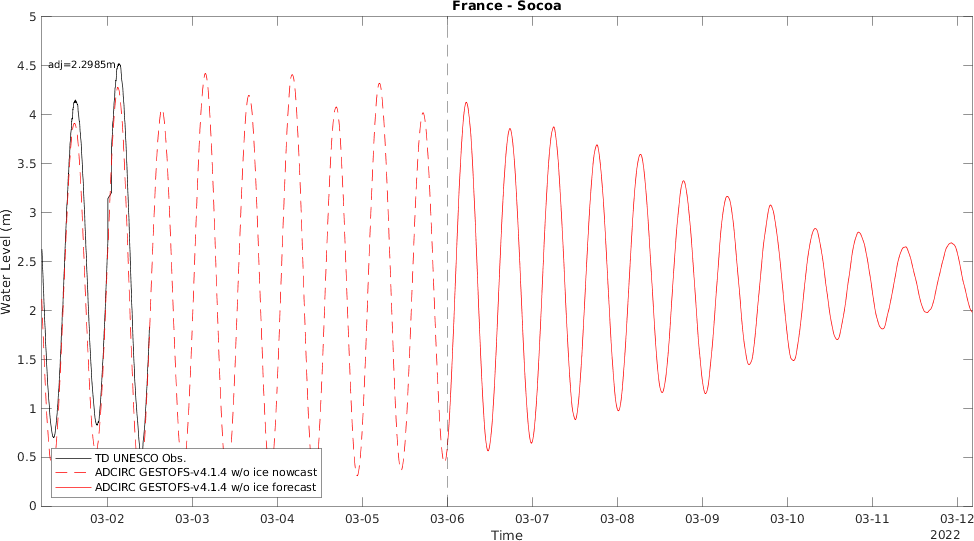 France - Socoa
5
4.5
4
3.5
3
2.5
2
1.5
1
0.5
0
Water Level (m)
adj=2.2985m
TD UNESCO Obs.
ADCIRC GESTOFS-v4.1.4 w/o ice nowcast
ADCIRC GESTOFS-v4.1.4 w/o ice forecast
03-02 03-03 03-04 03-05 03-06 03-07 03-08 03-09 03-10 03-11 03-12
2022
Time